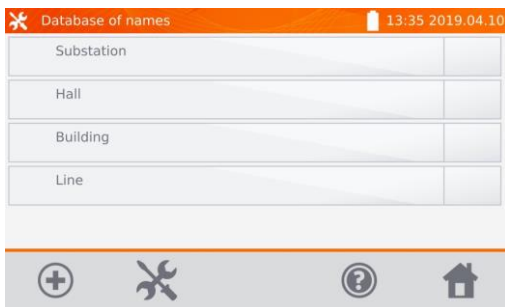 Database of names 13:35 2019.04.10
Substation
Hall
Building
Line